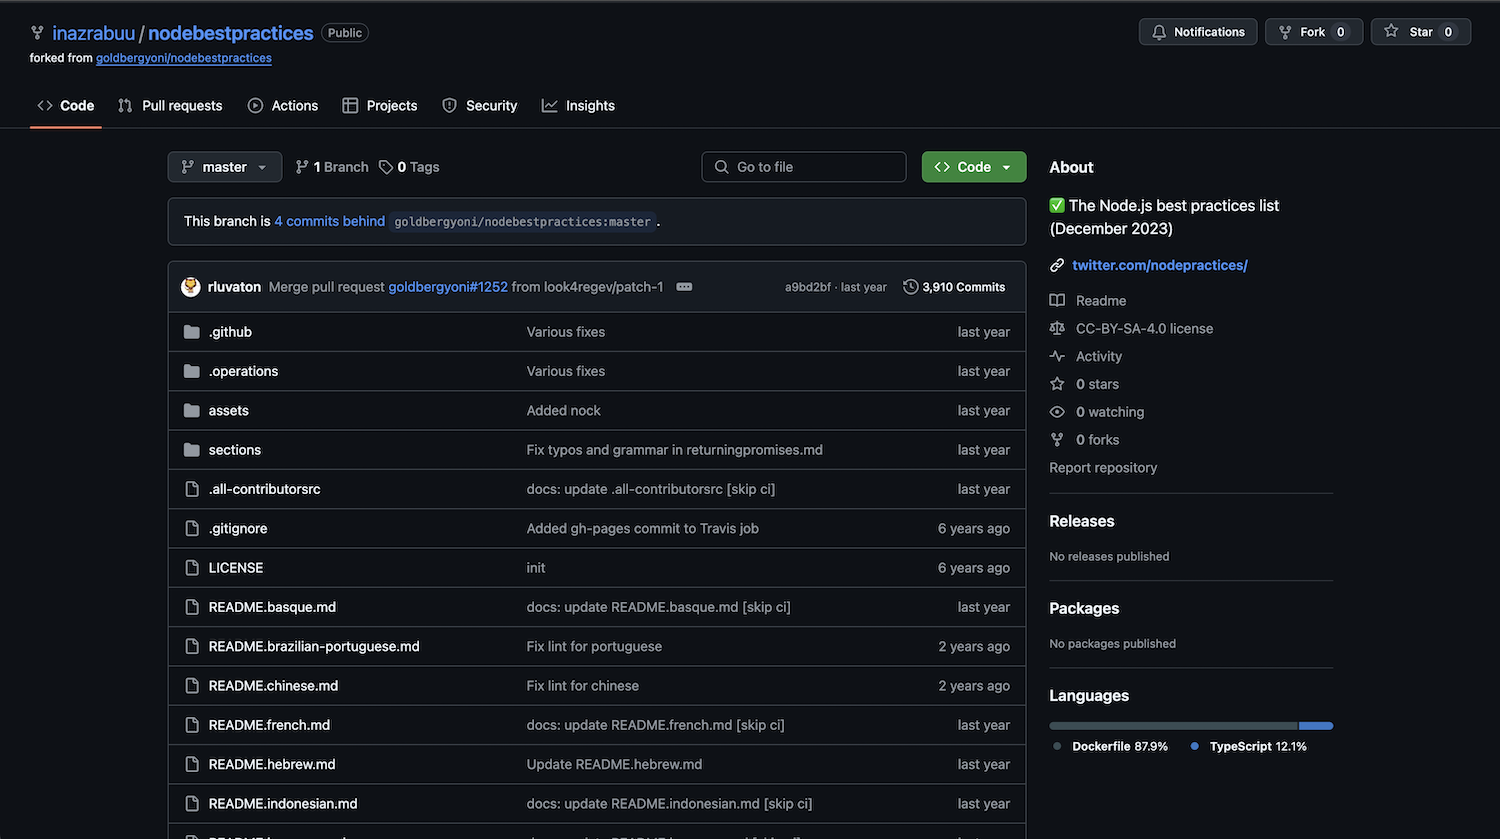 inazrabuu / nodebestpractices Public
Notifications Fork 0 Star 0
forked from goldbergyoni/nodebestpractices
Code Pull requests Actions Projects Security Insights
master 1 Branch 0 Tags Go to file Code
This branch is 4 commits behind goldbergyoni/nodebestpractices:master .
rluvaton Merge pull request goldbergyoni#1252 from look4regev/patch-1 a9bd2bf · last year 3,910 Commits
.github Various fixes last year
.operations Various fixes last year
assets Added nock last year
sections Fix typos and grammar in returningpromises.md last year
.all-contributorsrc docs: update .all-contributorsrc [skip ci] last year
.gitignore Added gh-pages commit to Travis job 6 years ago
LICENSE init 6 years ago
README.basque.md docs: update README.basque.md [skip ci] last year
README.brazilian-portuguese.md Fix lint for portuguese 2 years ago
README.chinese.md Fix lint for chinese 2 years ago
README.french.md docs: update README.french.md [skip ci] last year
README.hebrew.md Update README.hebrew.md last year
README.indonesian.md docs: update README.indonesian.md [skip ci] last year
About
✅ The Node.js best practices list
(December 2023)
twitter.com/nodepractices/
Readme
CC-BY-SA-4.0 license
Activity
0 stars
0 watching
0 forks
Report repository
Releases
No releases published
Packages
No packages published
Languages
Dockerfile 87.9% TypeScript 12.1%